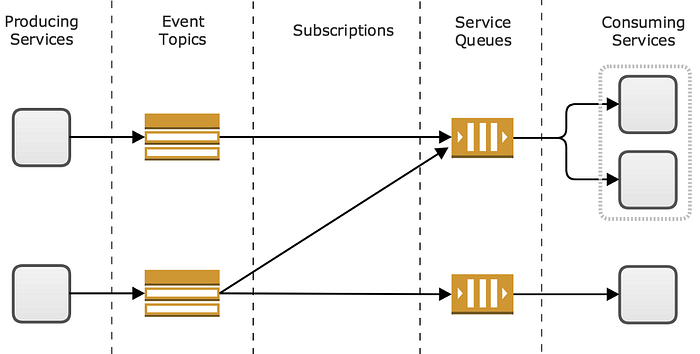 Producing
Services
Event
Topics
Subscriptions
Service
Queues
Consuming
Services